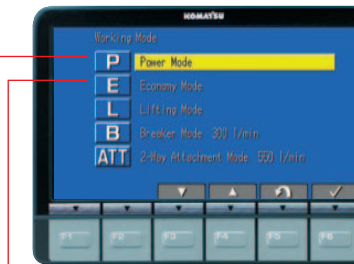 KOMATSU
Working Mode
P Power Mode
E Economy Mode
L Lifting Mode
B Breaker Mode 300 l/min
ATT 2-Way Attachment Mode 550 l/min
F1 F2 F3 F4 F5 F6